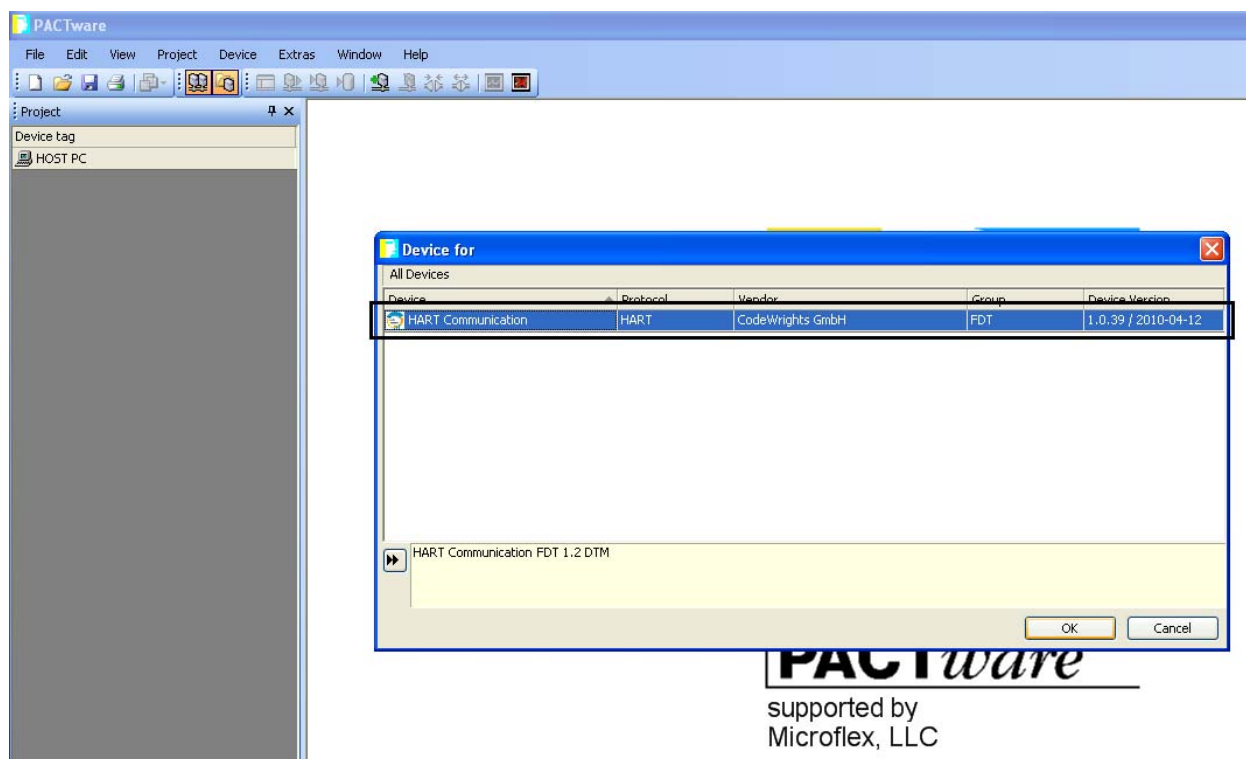 PACTware
File Edit View Project Device Extras Window Help
Project
Device tag
HOST PC
Device for
All Devices
Device Protocol Vendor Group Device Version
HART Communication HART CodeWrights GmbH FDT 1.0.39 / 2010-04-12
HART Communication FDT 1.2 DTM
OK Cancel
PACTware
supported by
Microflex, LLC